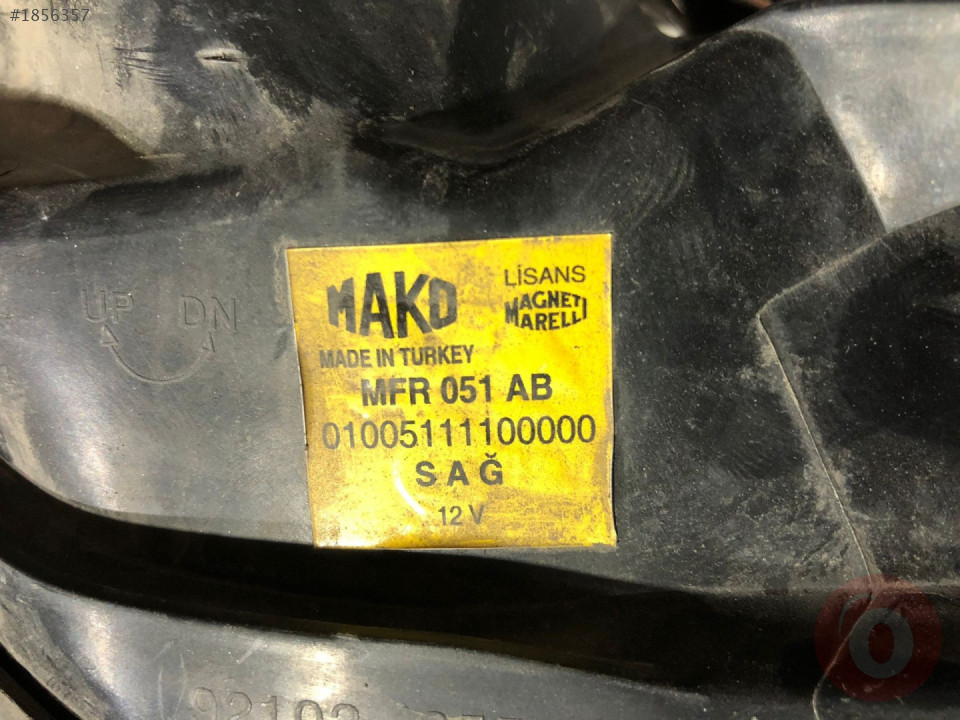 #1856357
UP DN
MAKO
LİSANS
MAGNETI
MARELLI
MADE IN TURKEY
MFR 051 AB
01005111100000
SAĞ
12 V